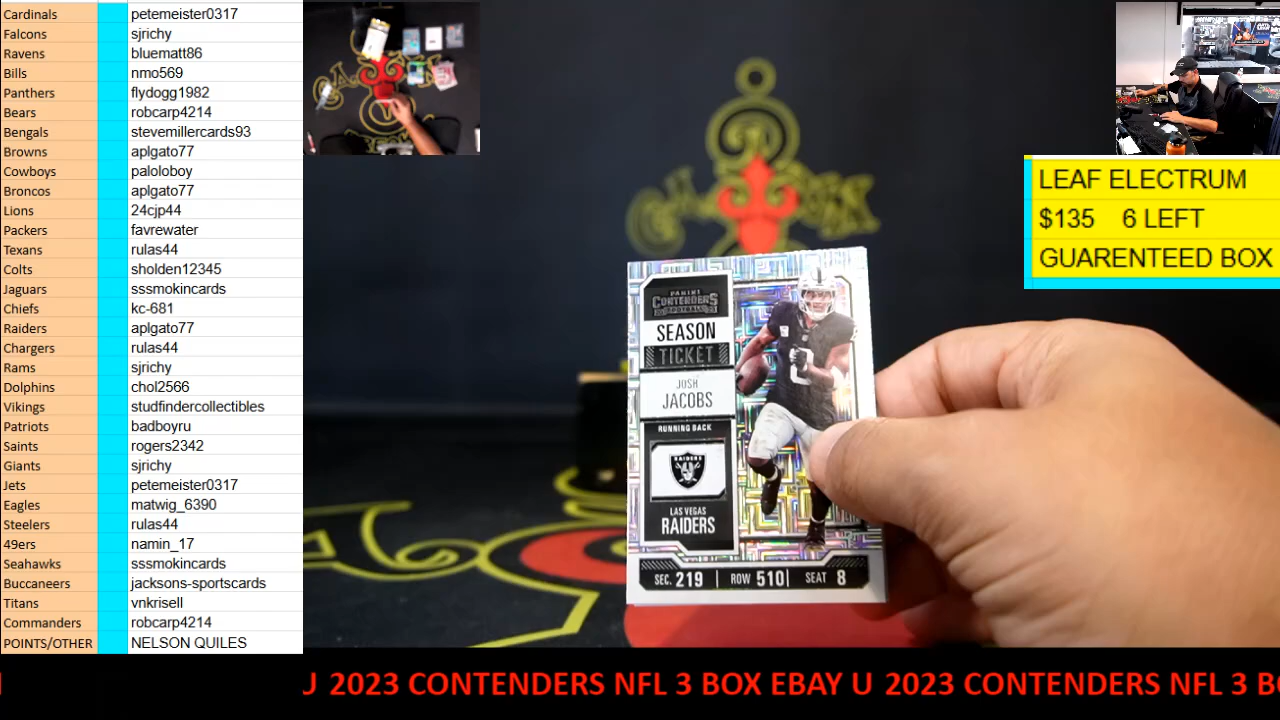 Cardinals petemeister0317
Falcons sjrichy
Ravens bluematt86
Bills nmo569
Panthers flydogg1982
Bears robcarp4214
Bengals stevemillercards93
Browns aplgato77
Cowboys paloloboy
Broncos aplgato77
Lions 24cjp44
Packers favrewater
Texans rulas44
Colts sholden12345
Jaguars sssmokincards
Chiefs kc-681
Raiders aplgato77
Chargers rulas44
Rams sjrichy
Dolphins chol2566
Vikings studfindercollectibles
Patriots badboyru
Saints rogers2342
Giants sjrichy
Jets petemeister0317
Eagles matwig_6390
Steelers rulas44
49ers namin_17
Seahawks sssmokincards
Buccaneers jacksons-sportscards
Titans vnkrisell
Commanders robcarp4214
POINTS/OTHER NELSON QUILES
LEAF ELECTRUM
$135 6 LEFT
GUARENTEED BOX
PANINI
CONTENDERS
SEASON
TICKET
JOSH
JACOBS
RUNNING BACK
RAIDERS
LAS VEGAS
RAIDERS
SEC. 219 | ROW 510 | SEAT 8
U 2023 CONTENDERS NFL 3 BOX EBAY U 2023 CONTENDERS NFL 3 B